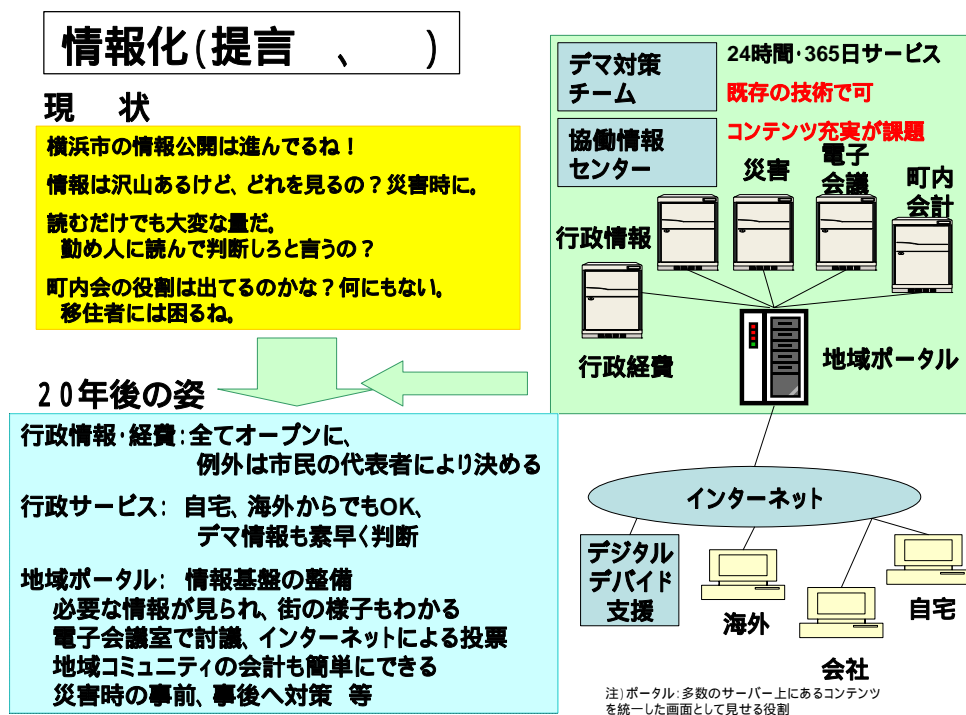 情報化(提言　、　)
現　状
横浜市の情報公開は進んでるね！
情報は沢山あるけど、どれを見るの？災害時に。
読むだけでも大変な量だ。
勤め人に読んで判断しろと言うの？
町内会の役割は出てるのかな？何にもない。
移住者には困るね。
20年後の姿
行政情報・経費：全てオープンに、
例外は市民の代表者により決める
行政サービス： 自宅、海外からでもOK、
デマ情報も素早く判断
地域ポータル： 情報基盤の整備
必要な情報が見られ、街の様子もわかる
電子会議室で討議、インターネットによる投票
地域コミュニティの会計も簡単にできる
災害時の事前、事後へ対策 等
デマ対策
チーム
協働情報
センター
24時間・365日サービス
既存の技術で可
コンテンツ充実が課題
災害
電子
会議
町内
会計
行政情報
行政経費
地域ポータル
インターネット
デジタル
デバイド
支援
海外
会社
自宅
注）ポータル：多数のサーバー上にあるコンテンツ
を統一した画面として見せる役割